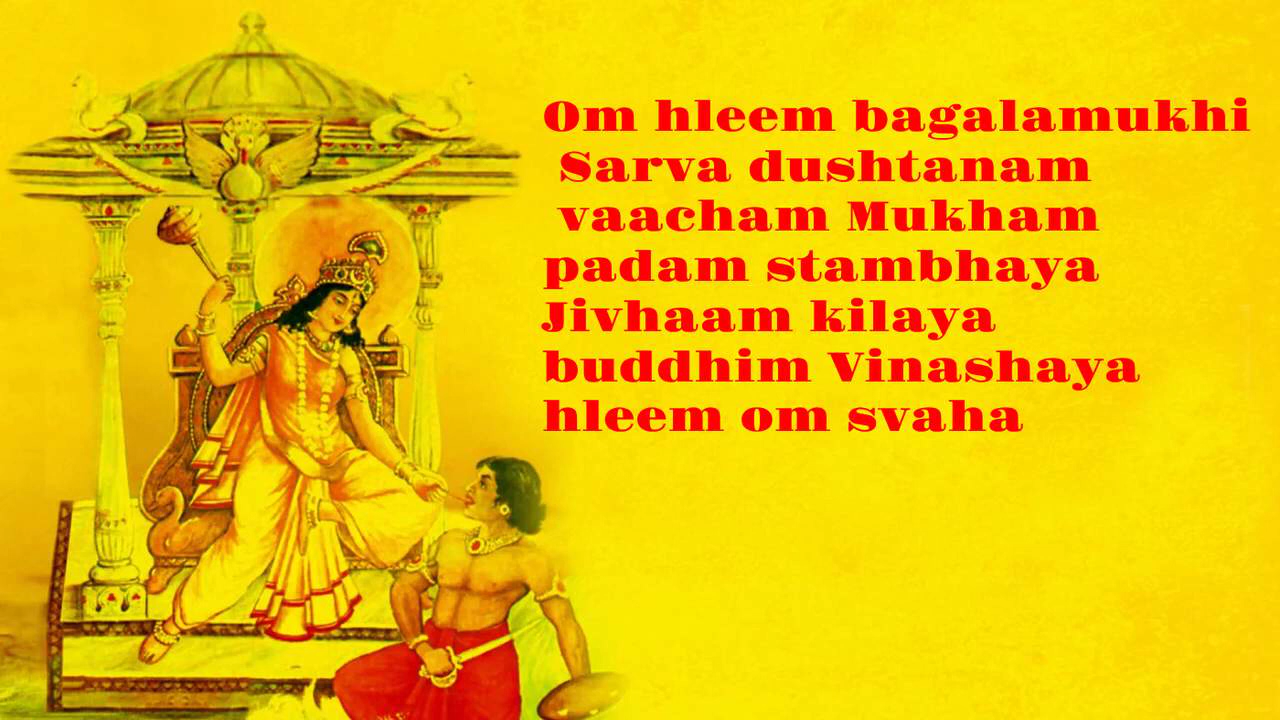 Om hleem bagalamukhi
Sarva dushtanam
vaacham Mukham
padam stambhaya
Jivhaam kilaya
buddhim Vinashaya
hleem om svaha